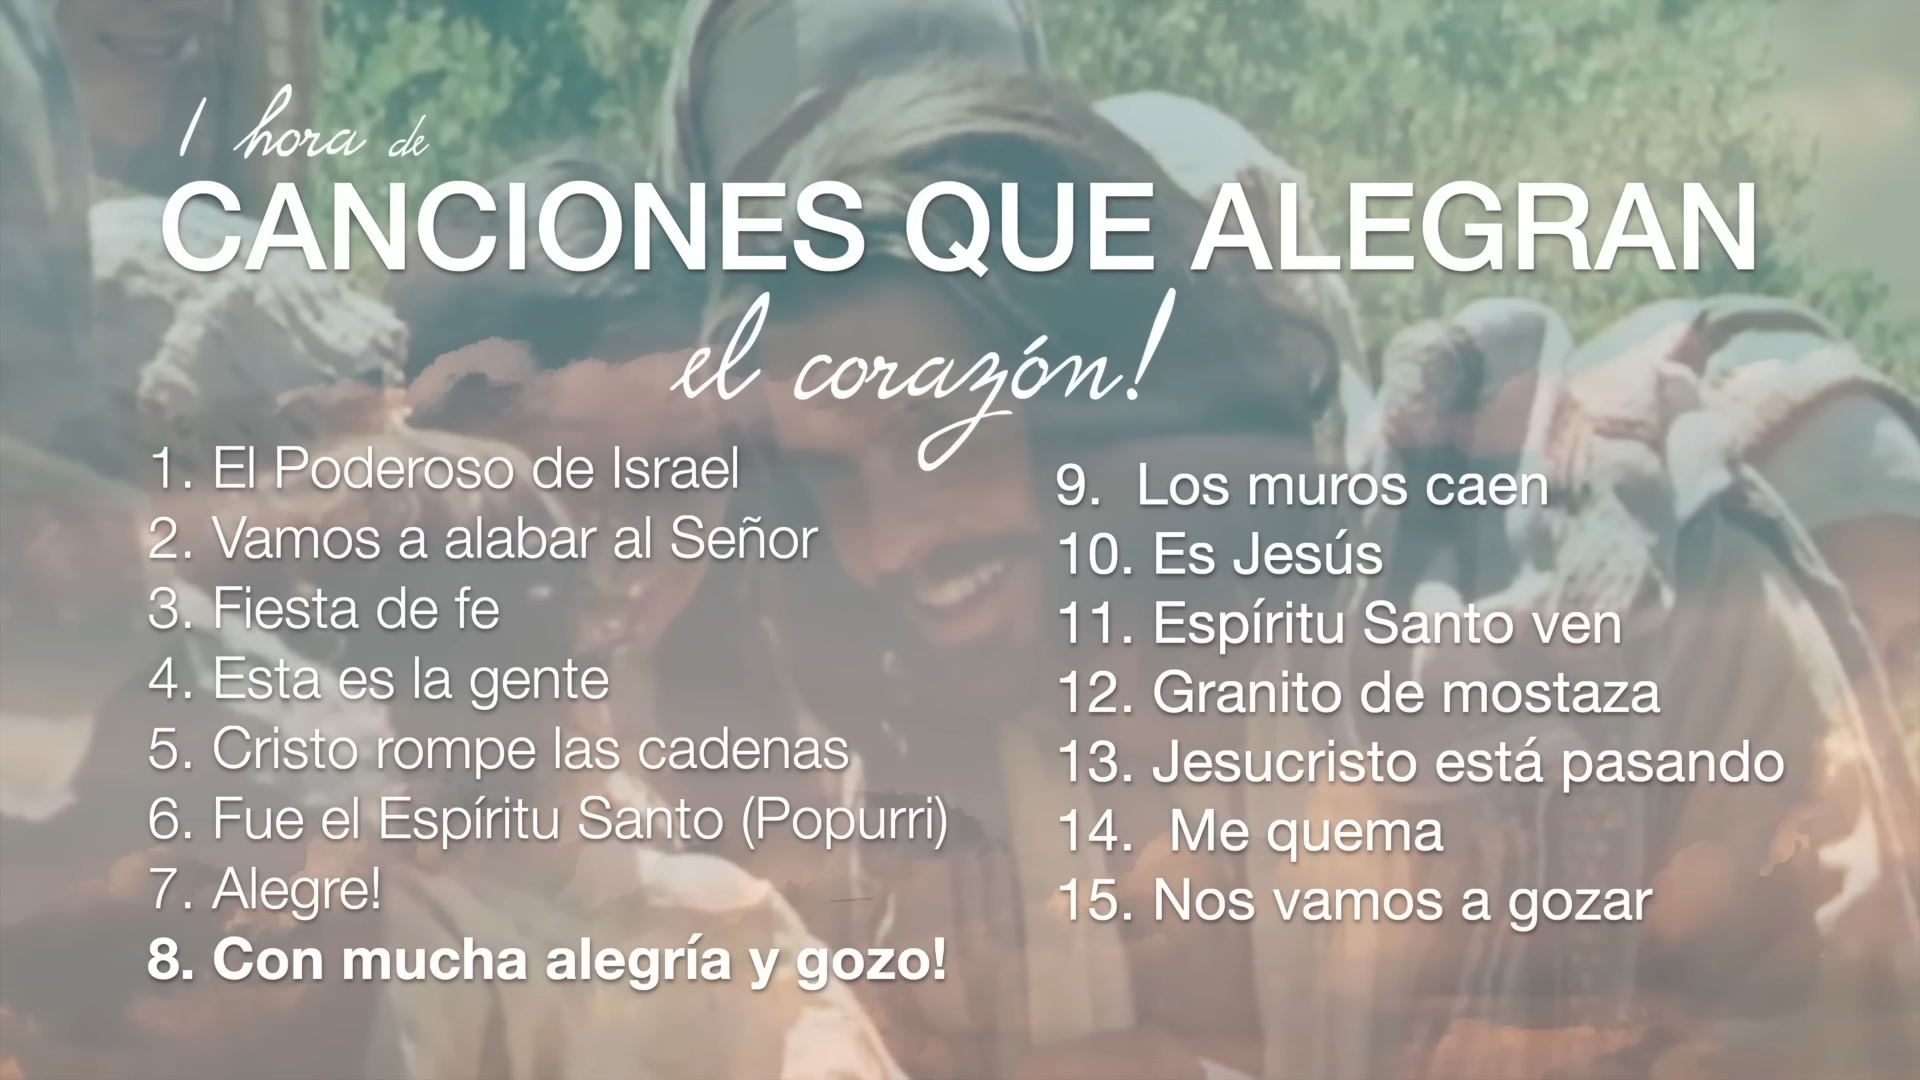 1 hora de
CANCIONES QUE ALEGRAN
el corazón!
1. El Poderoso de Israel
2. Vamos a alabar al Señor
3. Fiesta de fe
4. Esta es la gente
5. Cristo rompe las cadenas
6. Fue el Espíritu Santo (Popurri)
7. Alegre!
8. Con mucha alegría y gozo!
9. Los muros caen
10. Es Jesús
11. Espíritu Santo ven
12. Granito de mostaza
13. Jesucristo está pasando
14. Me quema
15. Nos vamos a gozar